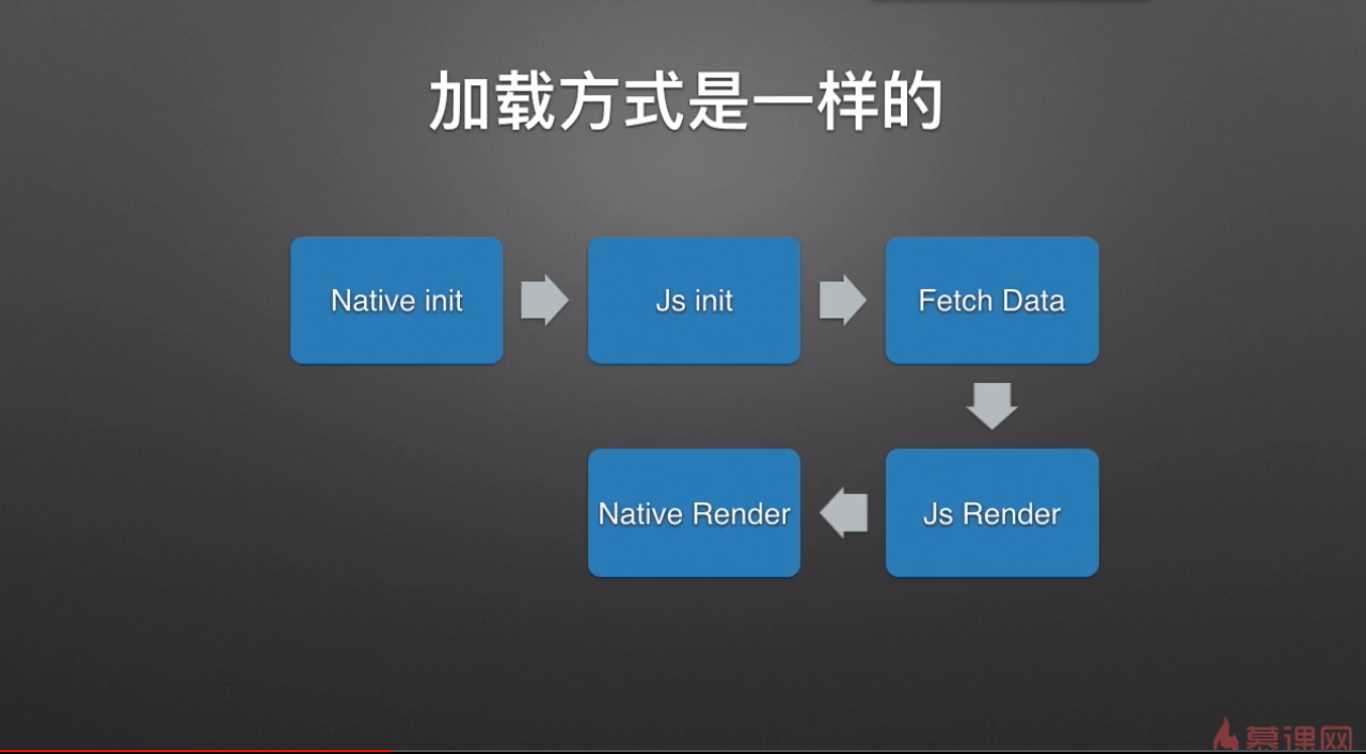 加载方式是一样的
Native init
Js init
Fetch Data
Js Render
Native Render
慕课网